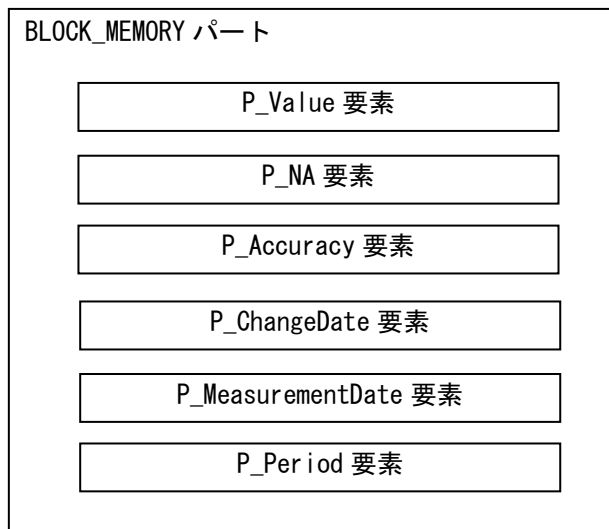 BLOCK_MEMORY パート
P_Value 要素
P_NA 要素
P_Accuracy 要素
P_ChangeDate 要素
P_MeasurementDate 要素
P_Period 要素